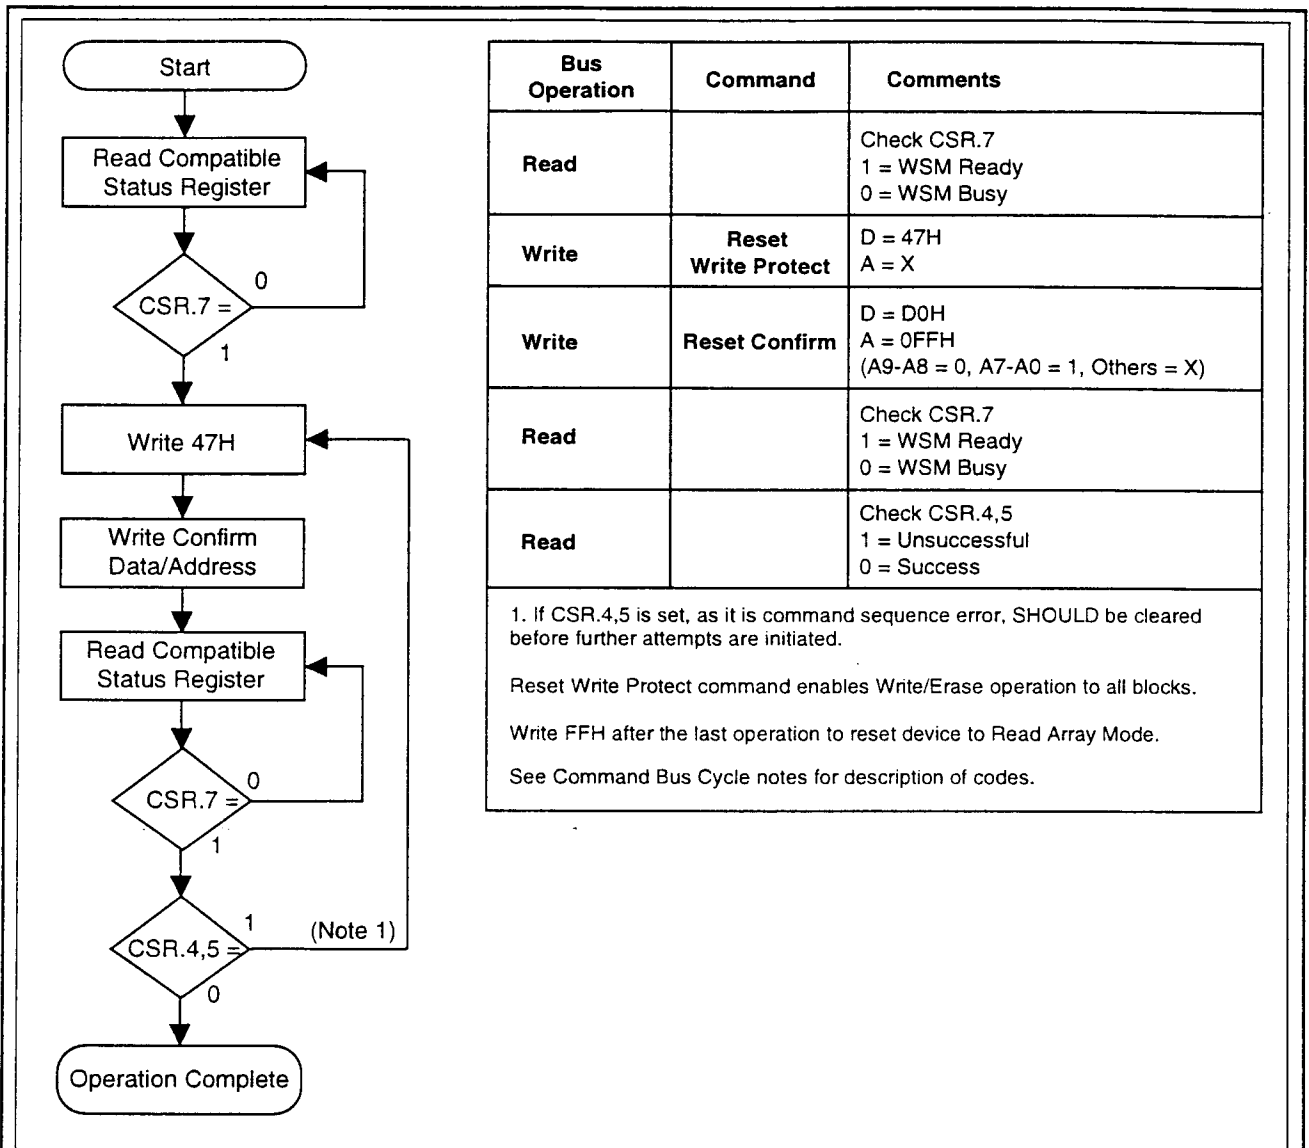 Start
Read Compatible
Status Register
CSR.7 =
0
1
Write 47H
Write Confirm
Data/Address
Read Compatible
Status Register
CSR.7 =
0
1
CSR.4,5 =
1
(Note 1)
0
Operation Complete
Bus
Operation
Command
Comments
Read
Check CSR.7
1 = WSM Ready
0 = WSM Busy
Write
Reset
Write Protect
D = 47H
A = X
Write
Reset Confirm
D = D0H
A = 0FFH
(A9-A8 = 0, A7-A0 = 1, Others = X)
Read
Check CSR.7
1 = WSM Ready
0 = WSM Busy
Read
Check CSR.4,5
1 = Unsuccessful
0 = Success
1. If CSR.4,5 is set, as it is command sequence error, SHOULD be cleared
before further attempts are initiated.
Reset Write Protect command enables Write/Erase operation to all blocks.
Write FFH after the last operation to reset device to Read Array Mode.
See Command Bus Cycle notes for description of codes.